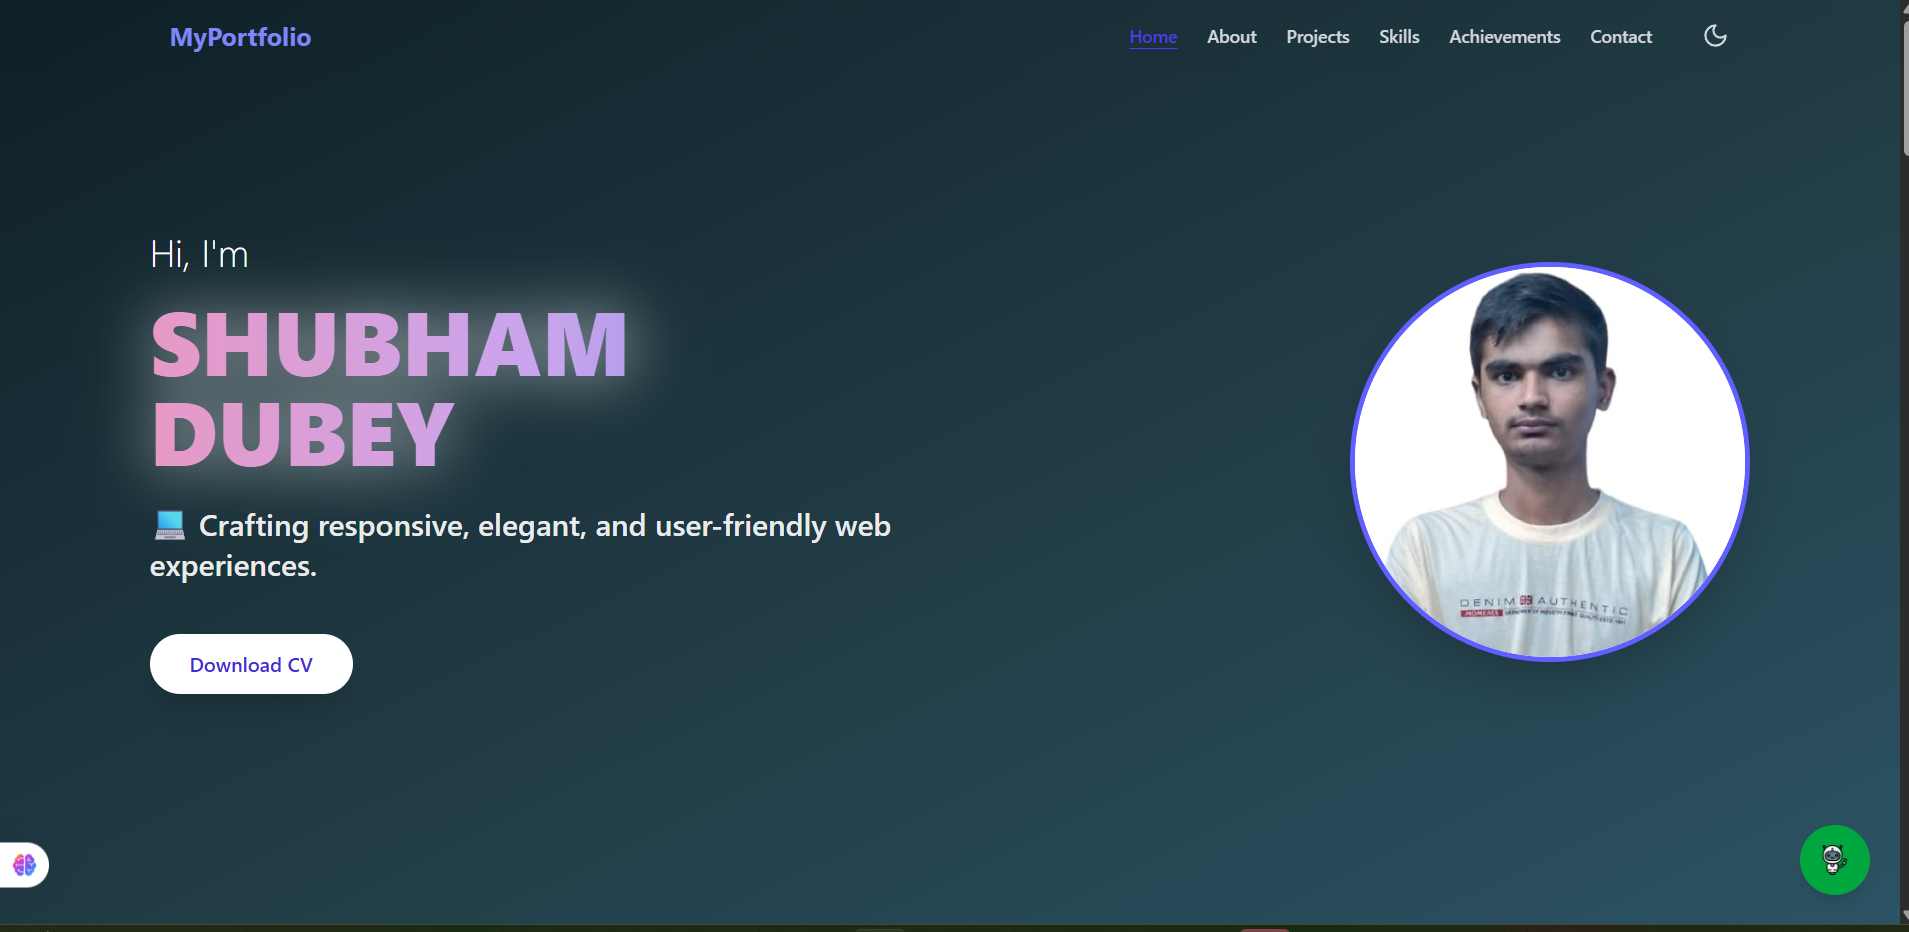 MyPortfolio
Home About Projects Skills Achievements Contact
Hi, I'm
SHUBHAM
DUBEY
💻 Crafting responsive, elegant, and user-friendly web
experiences.
Download CV
DENIM AUTHENTIC